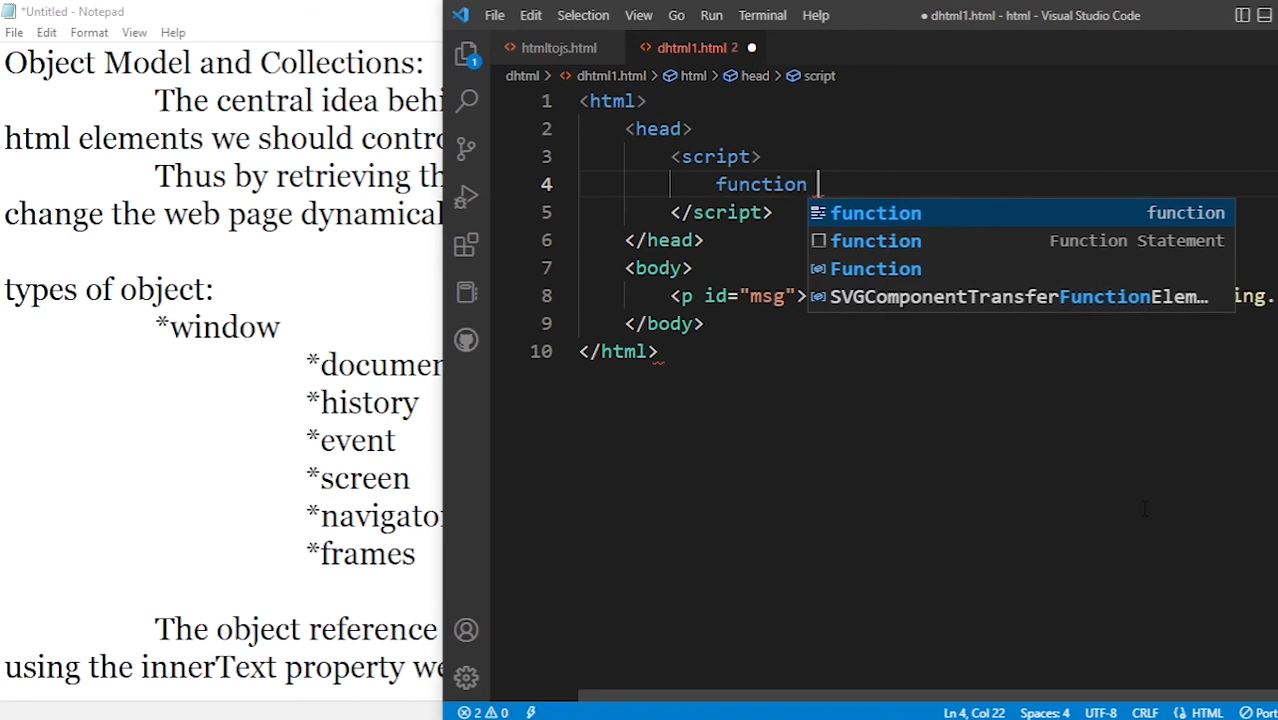 *Untitled - Notepad
File Edit Format View Help
Object Model and Collections:
The central idea behi
html elements we should contro
Thus by retrieving th
change the web page dynamical
types of object:
*window
*documen
*history
*event
*screen
*navigator
*frames
The object reference
using the innerText property we
File Edit Selection View Go Run Terminal Help
● dhtml1.html - html - Visual Studio Code
htmltojs.html
dhtml1.html 2 ●
dhtml > dhtml1.html > html > head > script
1 <html>
2 <head>
3 <script>
4 function
5 </script>
6 </head>
7 <body>
8 <p id="msg">
ing.
9 </body>
10 </html>
function function
function Function Statement
Function
SVGComponentTransferFunctionElem…
1
2 0
Ln 4, Col 22 Spaces: 4 UTF-8 CRLF HTML Port